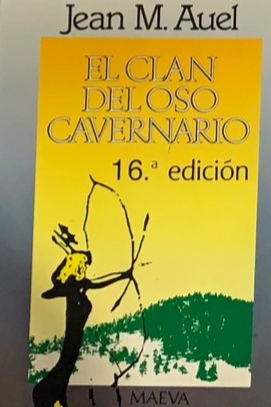 Jean M. Auel
EL CLAN
DEL OSO
CAVERNARIO
16.ª edición
MAEVA